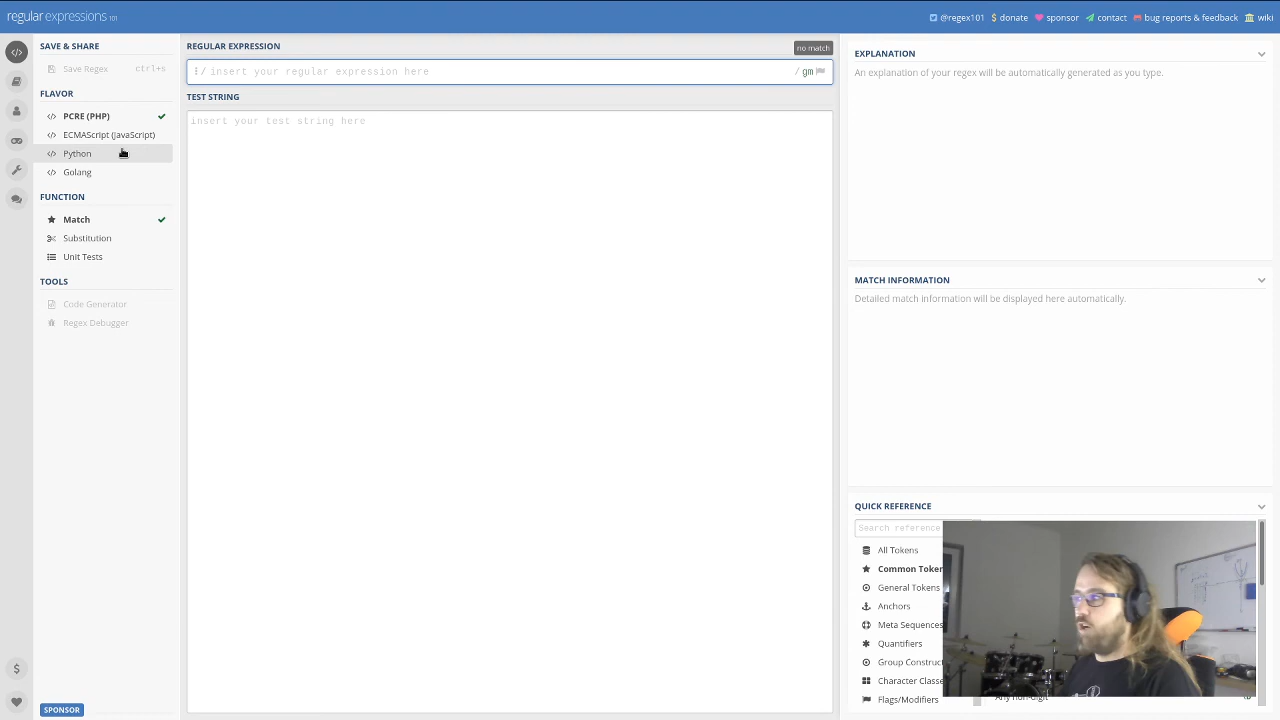 regular expressions 101
@regex101
donate
sponsor
contact
bug reports & feedback
wiki
SAVE & SHARE
Save Regex
ctrl+s
FLAVOR
PCRE (PHP)
ECMAScript (JavaScript)
Python
Golang
FUNCTION
Match
Substitution
Unit Tests
TOOLS
Code Generator
Regex Debugger
SPONSOR
REGULAR EXPRESSION
no match
/ insert your regular expression here / gm
TEST STRING
insert your test string here
EXPLANATION
An explanation of your regex will be automatically generated as you type.
MATCH INFORMATION
Detailed match information will be displayed here automatically.
QUICK REFERENCE
Search reference
All Tokens
Common Token
General Tokens
Anchors
Meta Sequences
Quantifiers
Group Construct
Character Classe
Flags/Modifiers